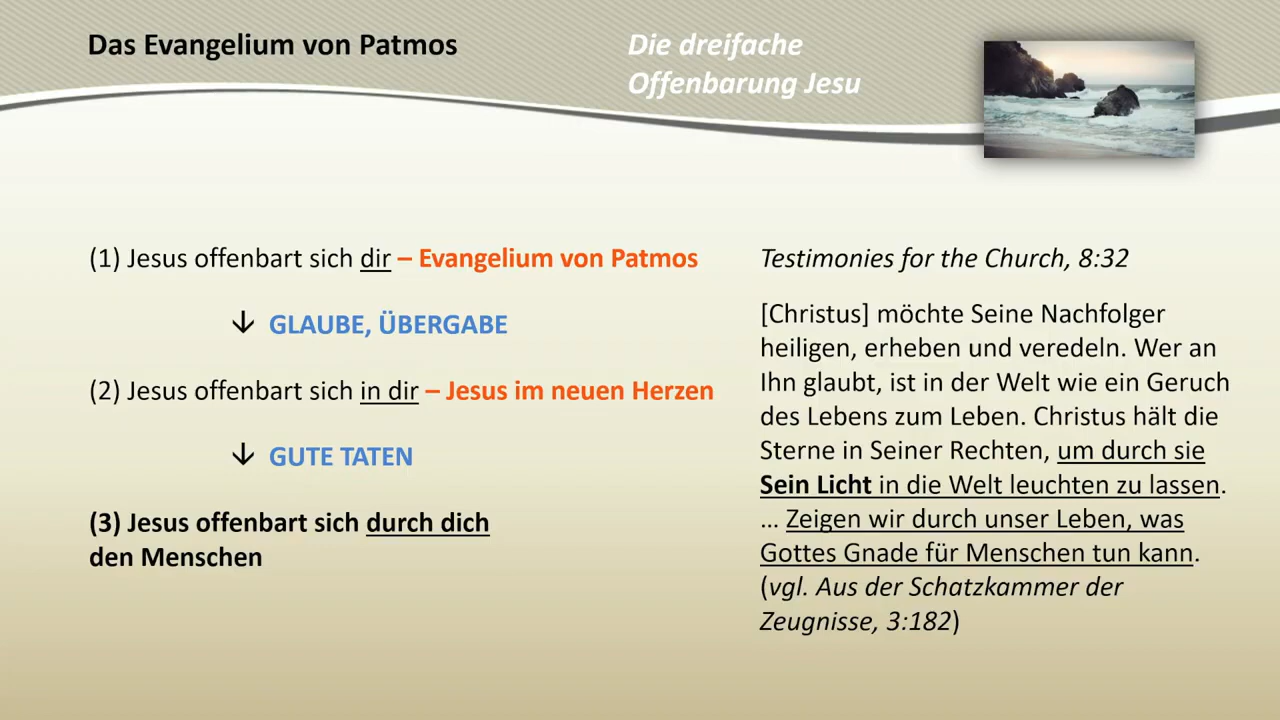 Das Evangelium von Patmos
Die dreifache
Offenbarung Jesu
(1) Jesus offenbart sich dir – Evangelium von Patmos
↓ GLAUBE, ÜBERGABE
(2) Jesus offenbart sich in dir – Jesus im neuen Herzen
↓ GUTE TATEN
(3) Jesus offenbart sich durch dich
den Menschen
Testimonies for the Church, 8:32
[Christus] möchte Seine Nachfolger
heiligen, erheben und veredeln. Wer an
Ihn glaubt, ist in der Welt wie ein Geruch
des Lebens zum Leben. Christus hält die
Sterne in Seiner Rechten, um durch sie
Sein Licht in die Welt leuchten zu lassen.
… Zeigen wir durch unser Leben, was
Gottes Gnade für Menschen tun kann.
(vgl. Aus der Schatzkammer der
Zeugnisse, 3:182)